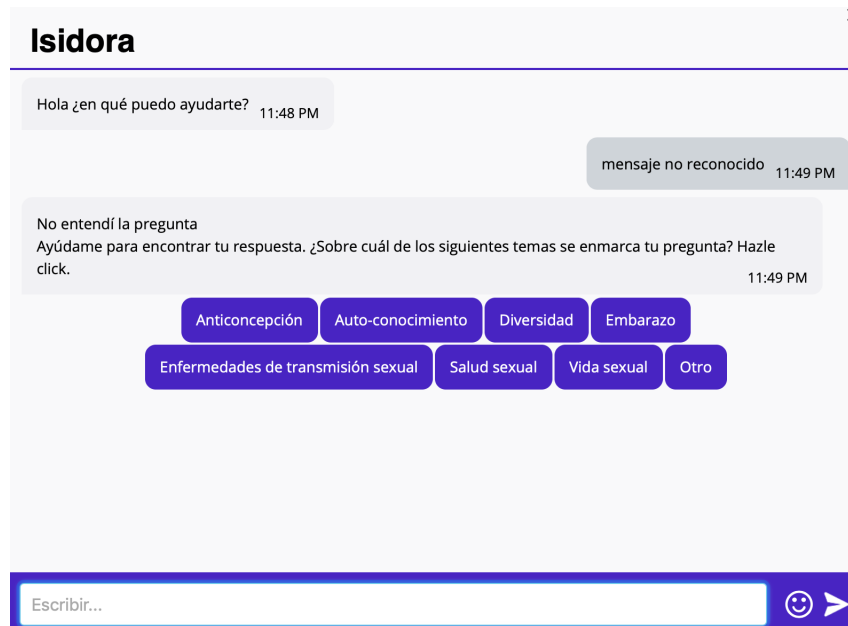 Isidora
Hola ¿en qué puedo ayudarte? 11:48 PM
mensaje no reconocido 11:49 PM
No entendí la pregunta
Ayúdame para encontrar tu respuesta. ¿Sobre cuál de los siguientes temas se enmarca tu pregunta? Hazle
click.
11:49 PM
Anticoncepción Auto-conocimiento Diversidad Embarazo
Enfermedades de transmisión sexual Salud sexual Vida sexual Otro
Escribir...